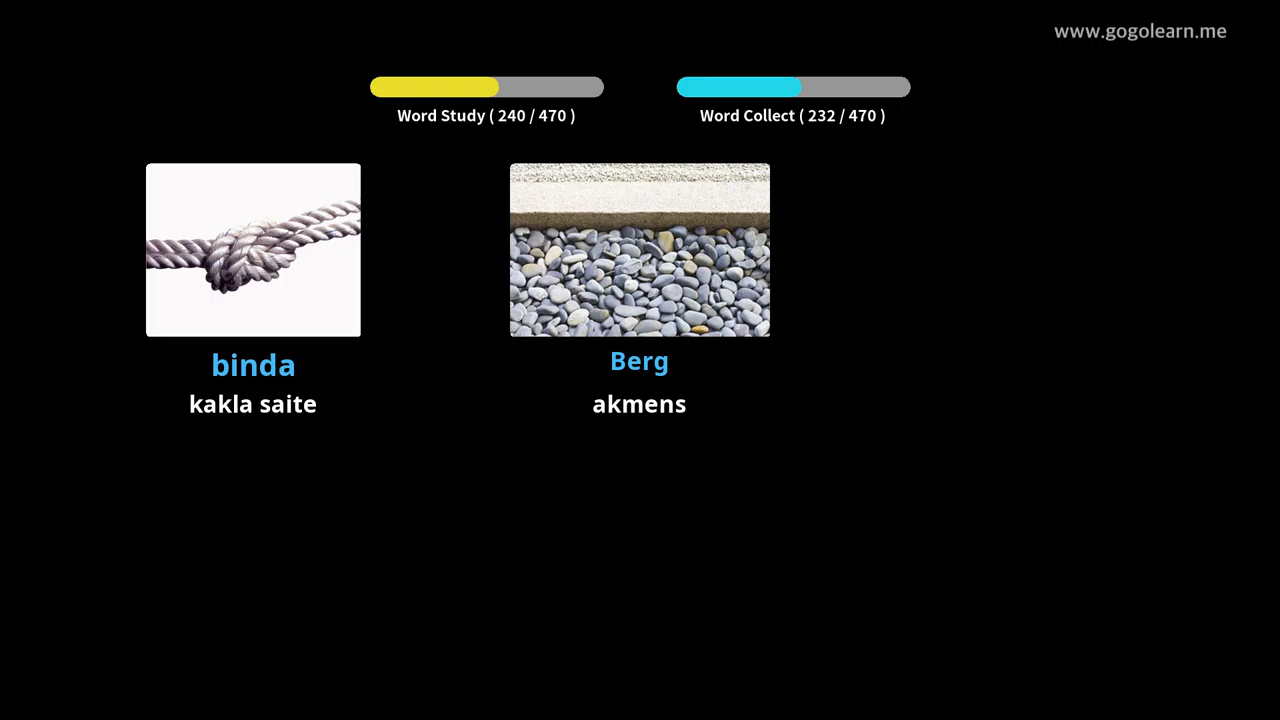 www.gogolearn.me
Word Study ( 240 / 470 )
Word Collect ( 232 / 470 )
binda
kakla saite
Berg
akmens